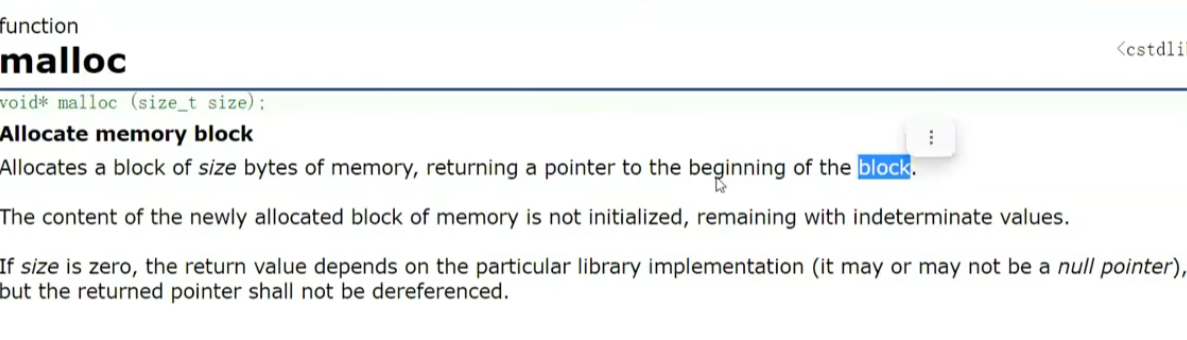 function
malloc
<cstdli
void* malloc (size_t size);
Allocate memory block
Allocates a block of size bytes of memory, returning a pointer to the beginning of the block.
The content of the newly allocated block of memory is not initialized, remaining with indeterminate values.
If size is zero, the return value depends on the particular library implementation (it may or may not be a null pointer),
but the returned pointer shall not be dereferenced.